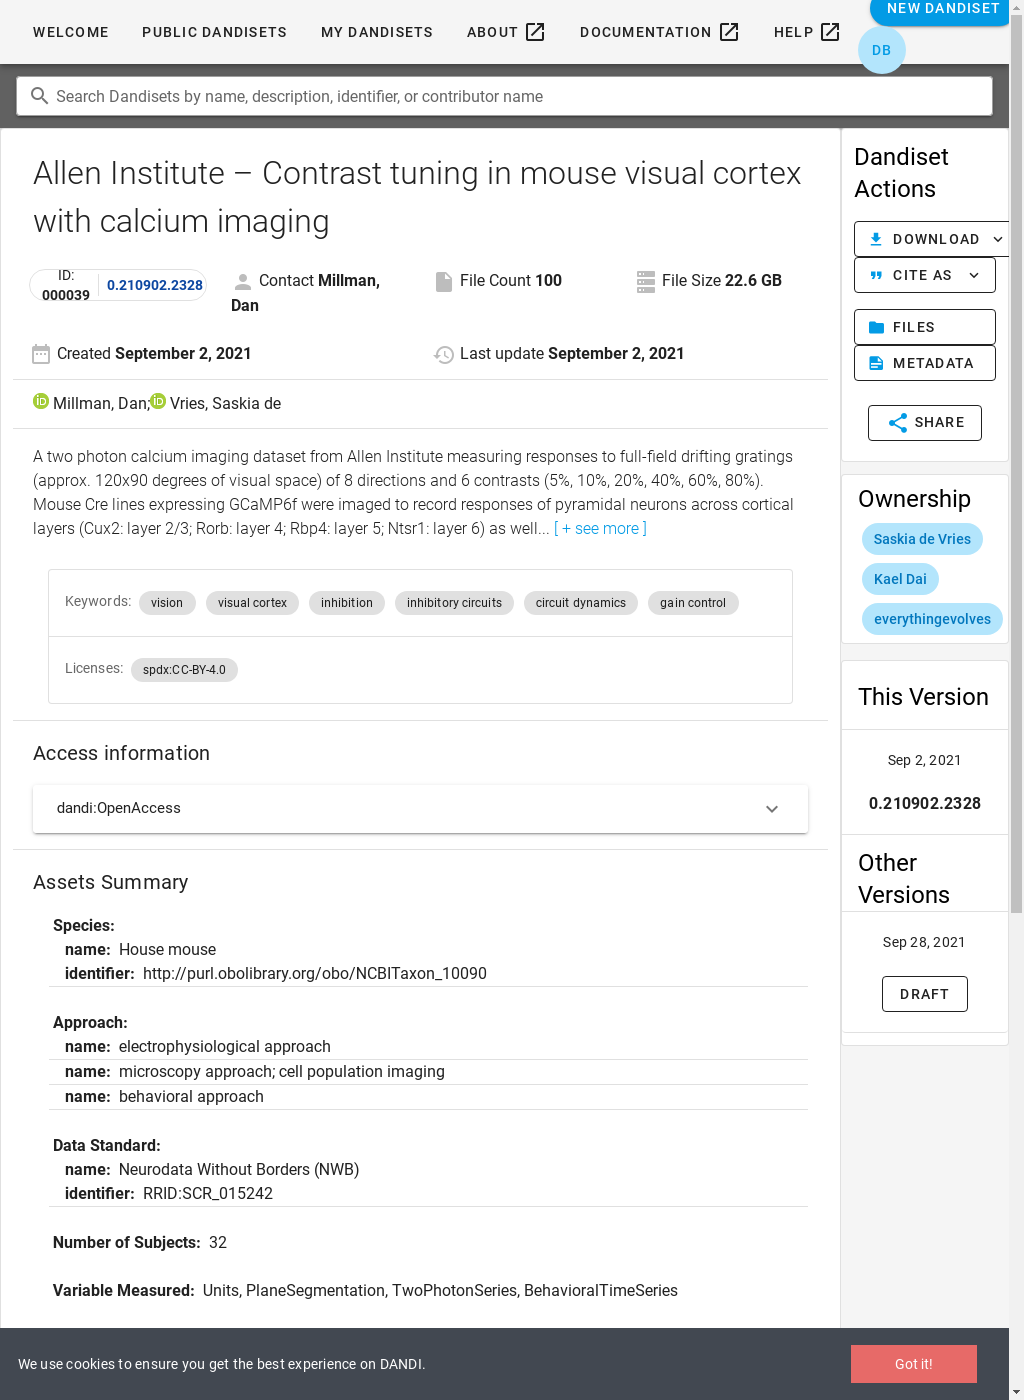 WELCOME PUBLIC DANDISETS MY DANDISETS ABOUT DOCUMENTATION HELP NEW DANDISET
DB
Search Dandisets by name, description, identifier, or contributor name
Allen Institute – Contrast tuning in mouse visual cortex
with calcium imaging
ID:
000039
0.210902.2328
Contact Millman,
Dan
File Count 100
File Size 22.6 GB
Created September 2, 2021
Last update September 2, 2021
Millman, Dan; Vries, Saskia de
A two photon calcium imaging dataset from Allen Institute measuring responses to full-field drifting gratings
(approx. 120x90 degrees of visual space) of 8 directions and 6 contrasts (5%, 10%, 20%, 40%, 60%, 80%).
Mouse Cre lines expressing GCaMP6f were imaged to record responses of pyramidal neurons across cortical
layers (Cux2: layer 2/3; Rorb: layer 4; Rbp4: layer 5; Ntsr1: layer 6) as well... [ + see more ]
Keywords: vision visual cortex inhibition inhibitory circuits circuit dynamics gain control
Licenses: spdx:CC-BY-4.0
Access information
dandi:OpenAccess
Assets Summary
Species:
name: House mouse
identifier: http://purl.obolibrary.org/obo/NCBITaxon_10090
Approach:
name: electrophysiological approach
name: microscopy approach; cell population imaging
name: behavioral approach
Data Standard:
name: Neurodata Without Borders (NWB)
identifier: RRID:SCR_015242
Number of Subjects: 32
Variable Measured: Units, PlaneSegmentation, TwoPhotonSeries, BehavioralTimeSeries
Dandiset
Actions
DOWNLOAD
CITE AS
FILES
METADATA
SHARE
Ownership
Saskia de Vries
Kael Dai
everythingevolves
This Version
Sep 2, 2021
0.210902.2328
Other
Versions
Sep 28, 2021
DRAFT
We use cookies to ensure you get the best experience on DANDI.
Got it!